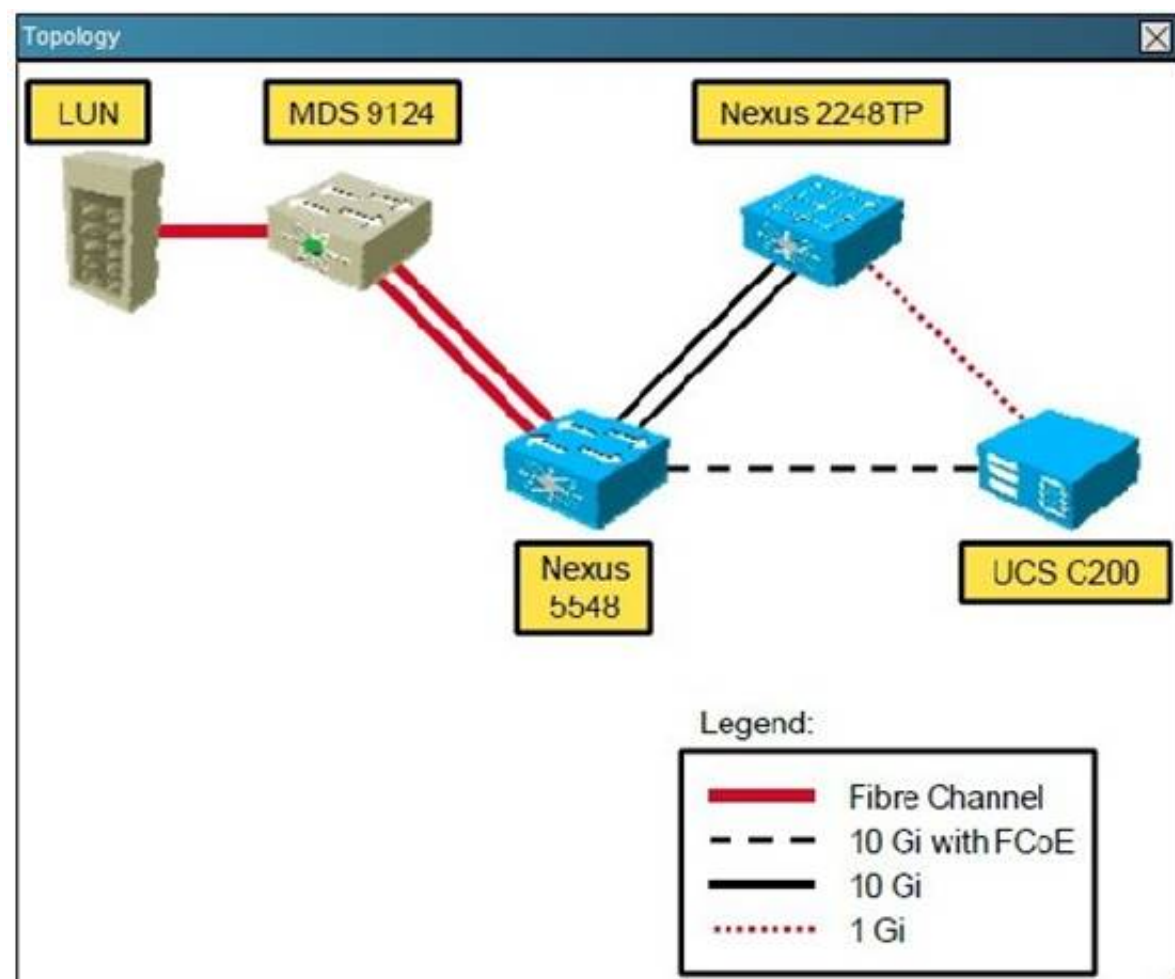 Topology
LUN
MDS 9124
Nexus 2248TP
Nexus
5548
UCS C200
Legend:
Fibre Channel
10 Gi with FCoE
10 Gi
1 Gi